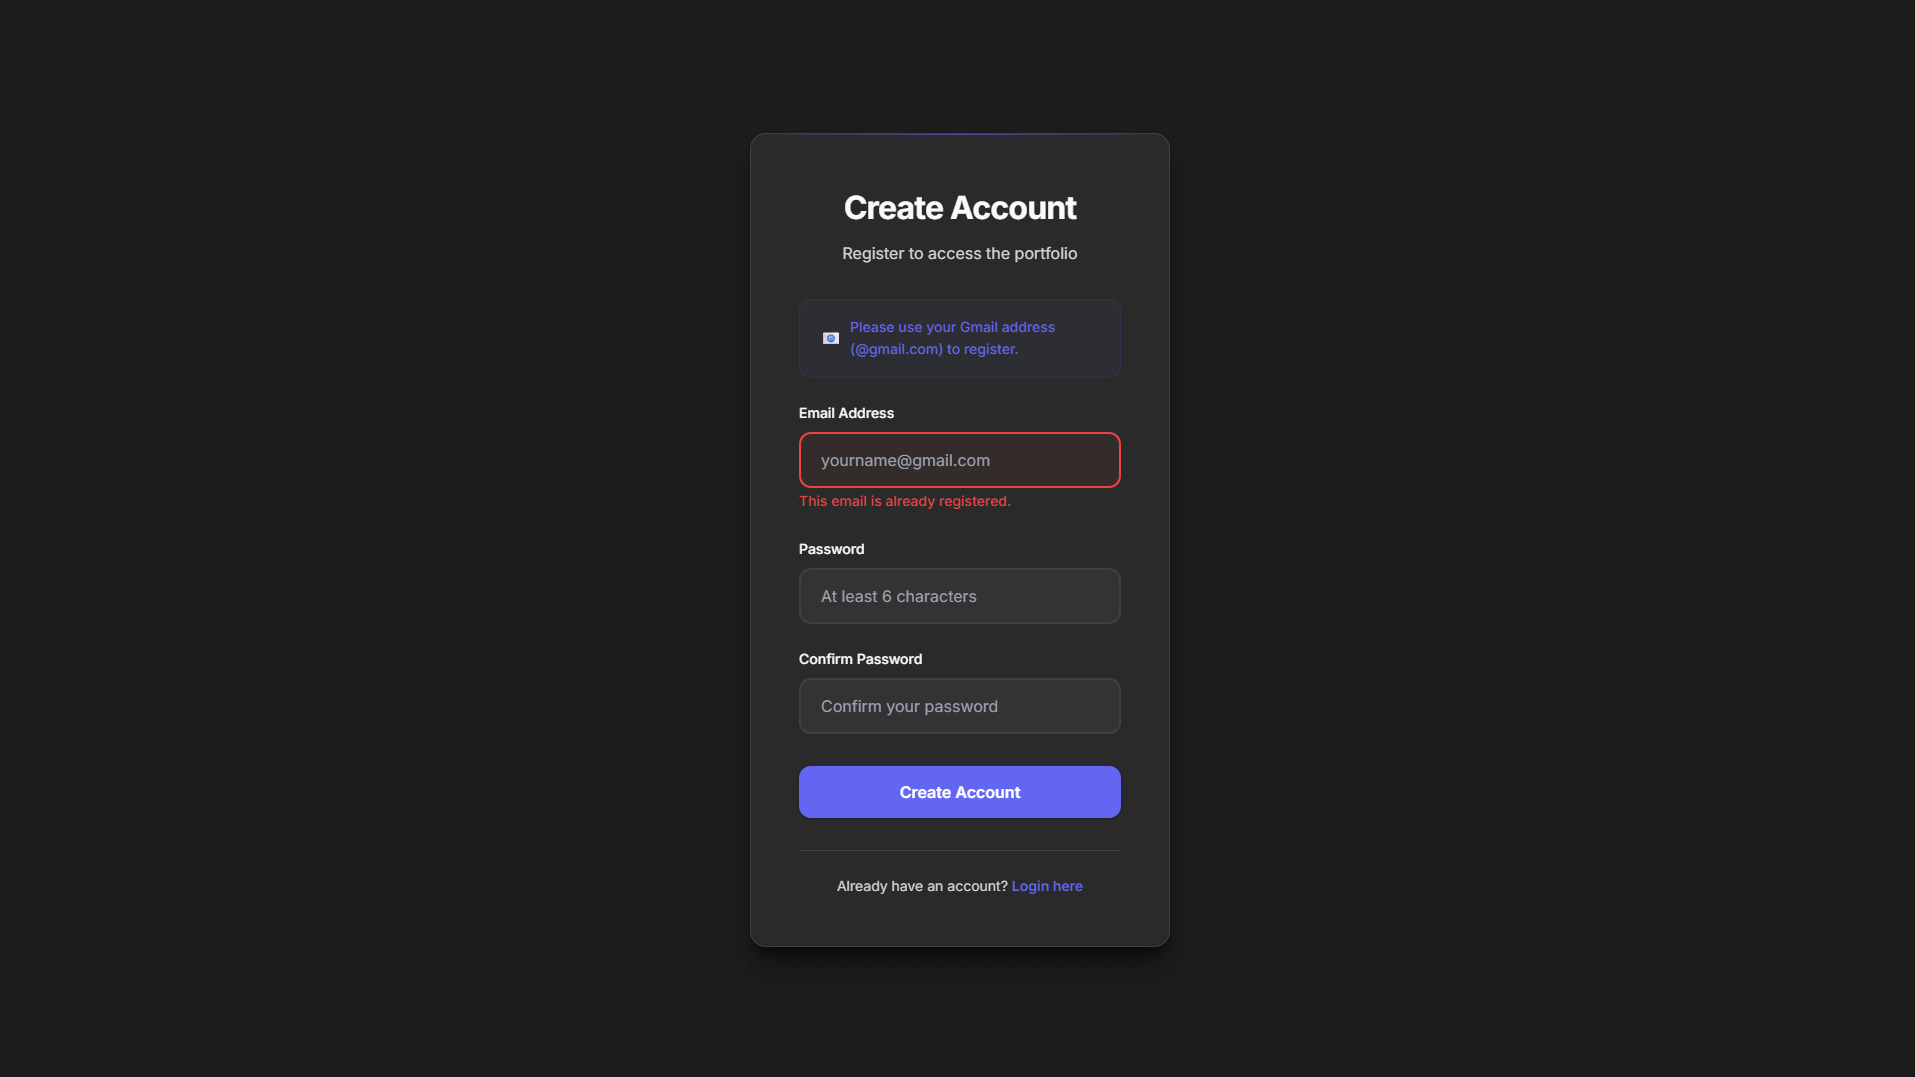 Create Account
Register to access the portfolio
Please use your Gmail address
(@gmail.com) to register.
Email Address
yourname@gmail.com
This email is already registered.
Password
At least 6 characters
Confirm Password
Confirm your password
Create Account
Already have an account? Login here